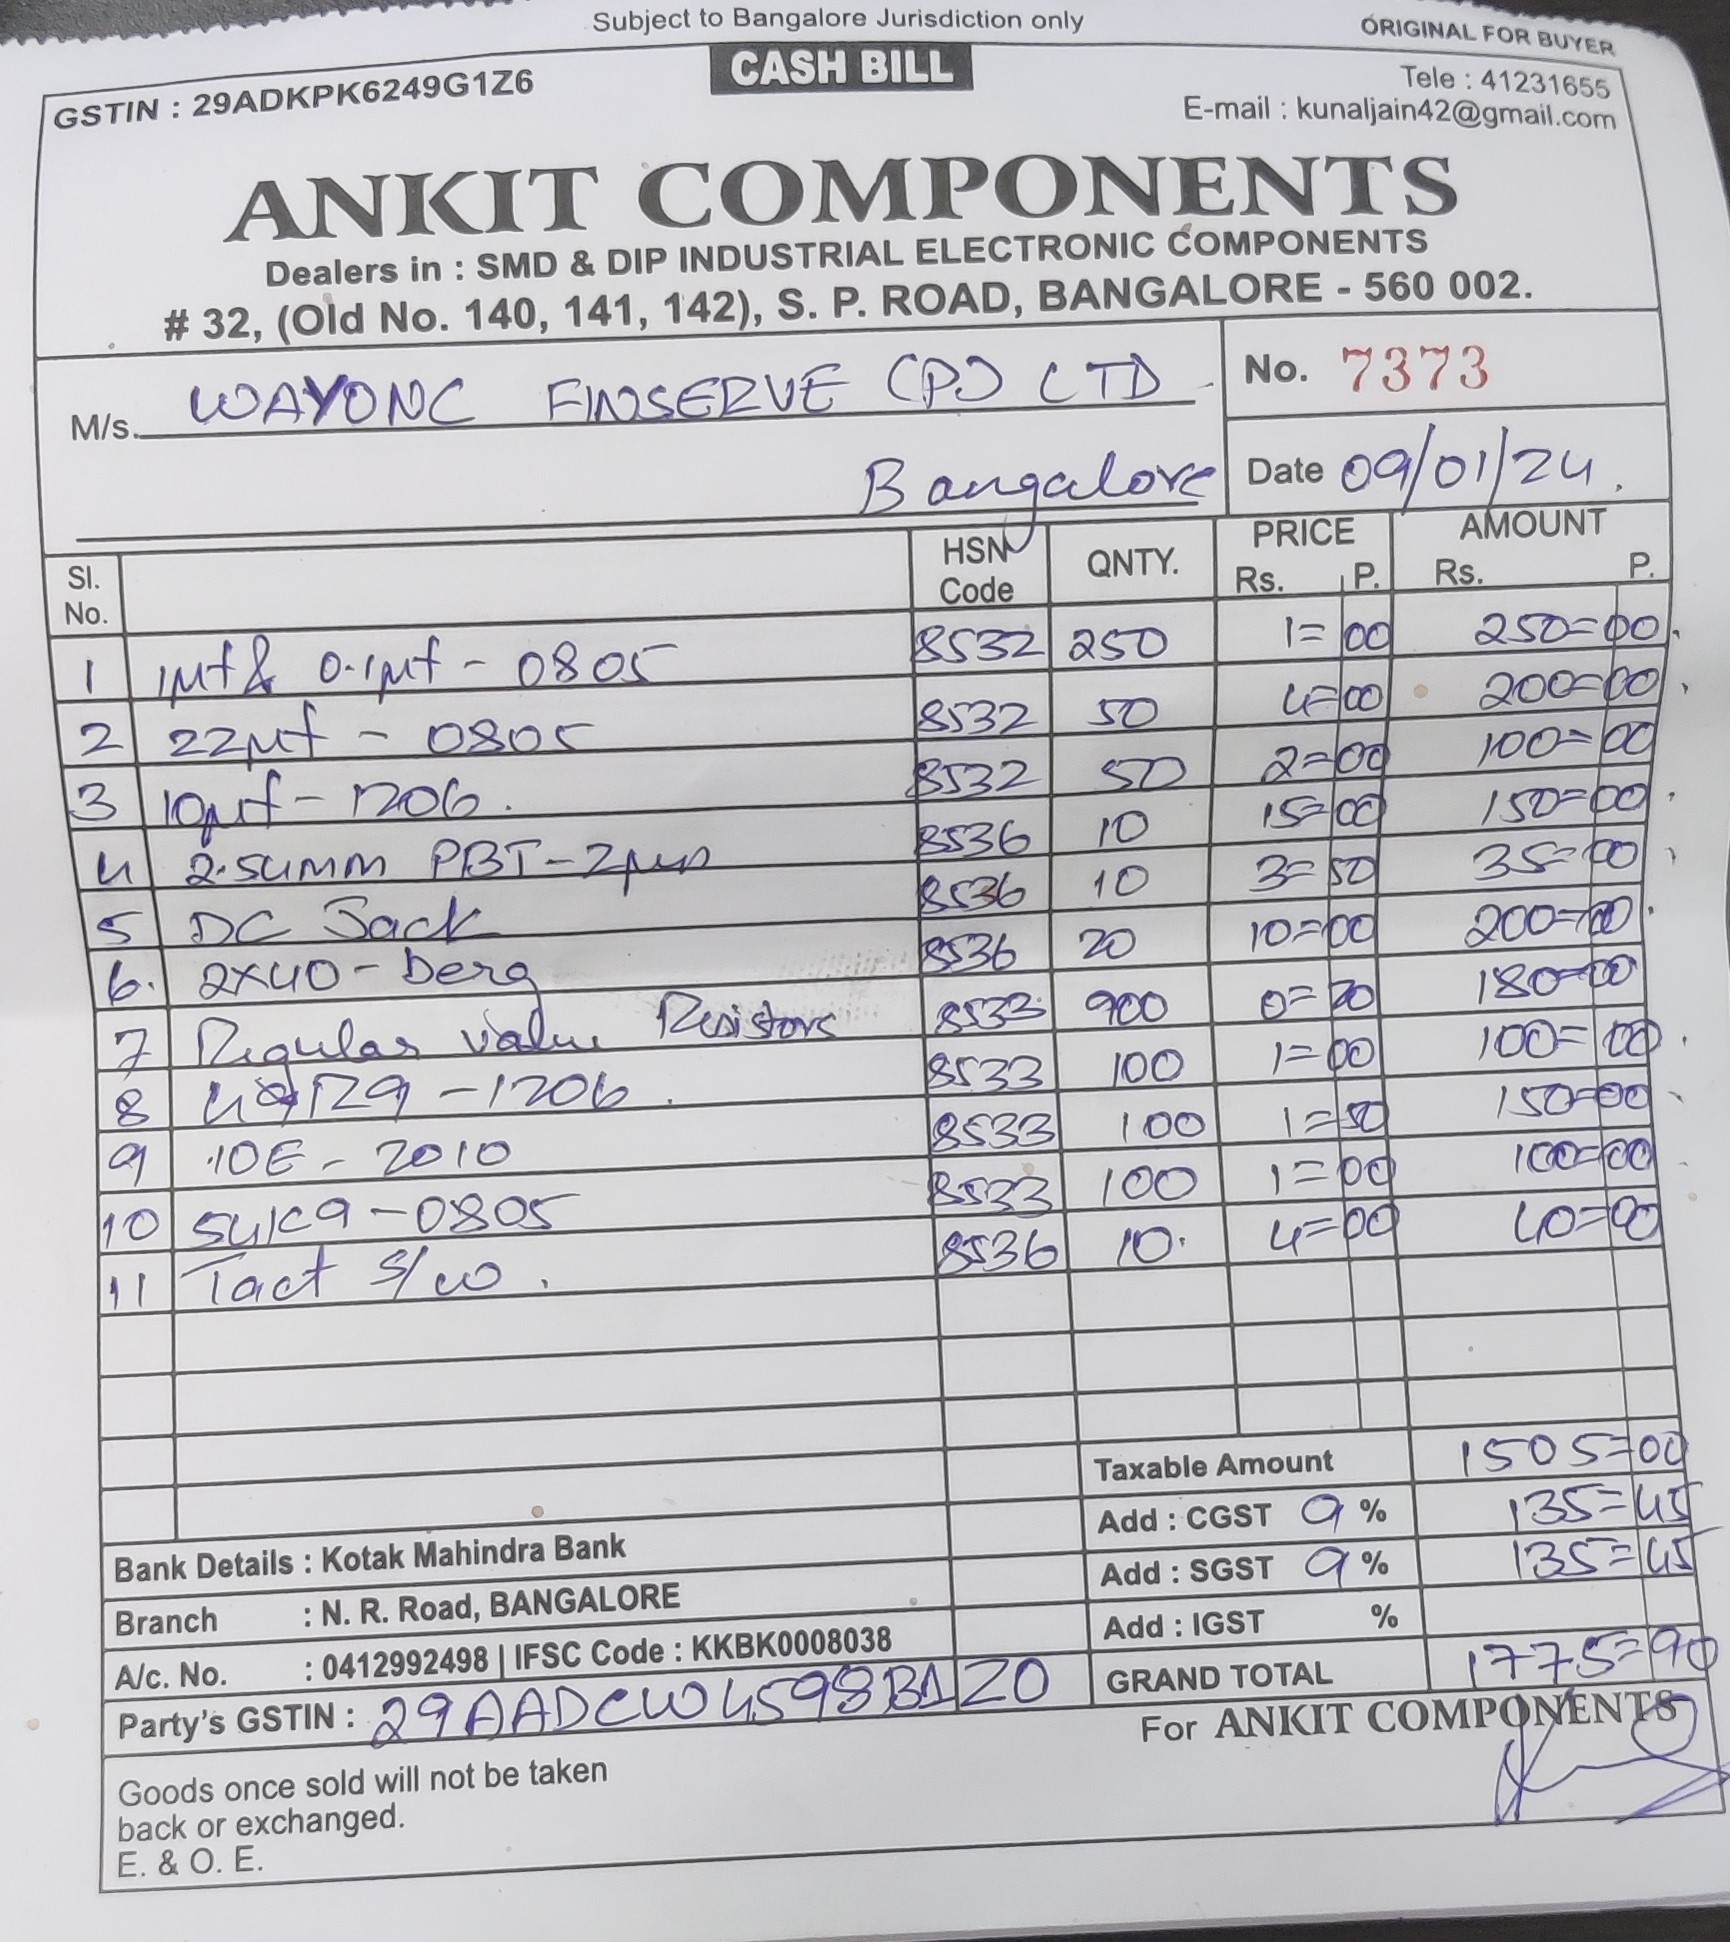 Subject to Bangalore Jurisdiction only
ORIGINAL FOR BUYER
GSTIN : 29ADKPK6249G1Z6
CASH BILL
Tele : 41231655
E-mail : kunaljain42@gmail.com
ANKIT COMPONENTS
Dealers in : SMD & DIP INDUSTRIAL ELECTRONIC COMPONENTS
# 32, (Old No. 140, 141, 142), S. P. ROAD, BANGALORE - 560 002.
M/s. WAYONC FINSERVE (P) LTD
Bangalore
No. 7373
Date 09/01/24.
Sl. No. HSN Code QNTY. PRICE Rs. P. AMOUNT Rs. P.
1 1µf & 0.1µf - 0805 8532 250 1=00 250=00
2 22µf - 0805 8532 50 4=00 200=00
3 10µf - 1206. 8532 50 2=00 100=00
4 2.54mm PBT - 2pin 8536 10 15=00 150=00
5 DC Jack 8536 10 3=50 35=00
6. 2x40 - berg 8536 20 10=00 200=00
7 Regular value Resistors 8533 900 0=20 180=00
8 - 1206. 8533 100 1=00 100=00
9 10E - 2010 8533 100 1=50 150=00
10 54k9 - 0805 8533 100 1=00 100=00
11 Tact s/w. 8536 10. 4=00 40=00
Taxable Amount 1505=00
Add : CGST 9 % 135=45
Add : SGST 9 % 135=45
Add : IGST %
GRAND TOTAL 1775=90
Bank Details : Kotak Mahindra Bank
Branch : N. R. Road, BANGALORE
A/c. No. : 0412992498 | IFSC Code : KKBK0008038
Party's GSTIN : 29AADCW4598B1Z0
For ANKIT COMPONENTS
Goods once sold will not be taken
back or exchanged.
E. & O. E.